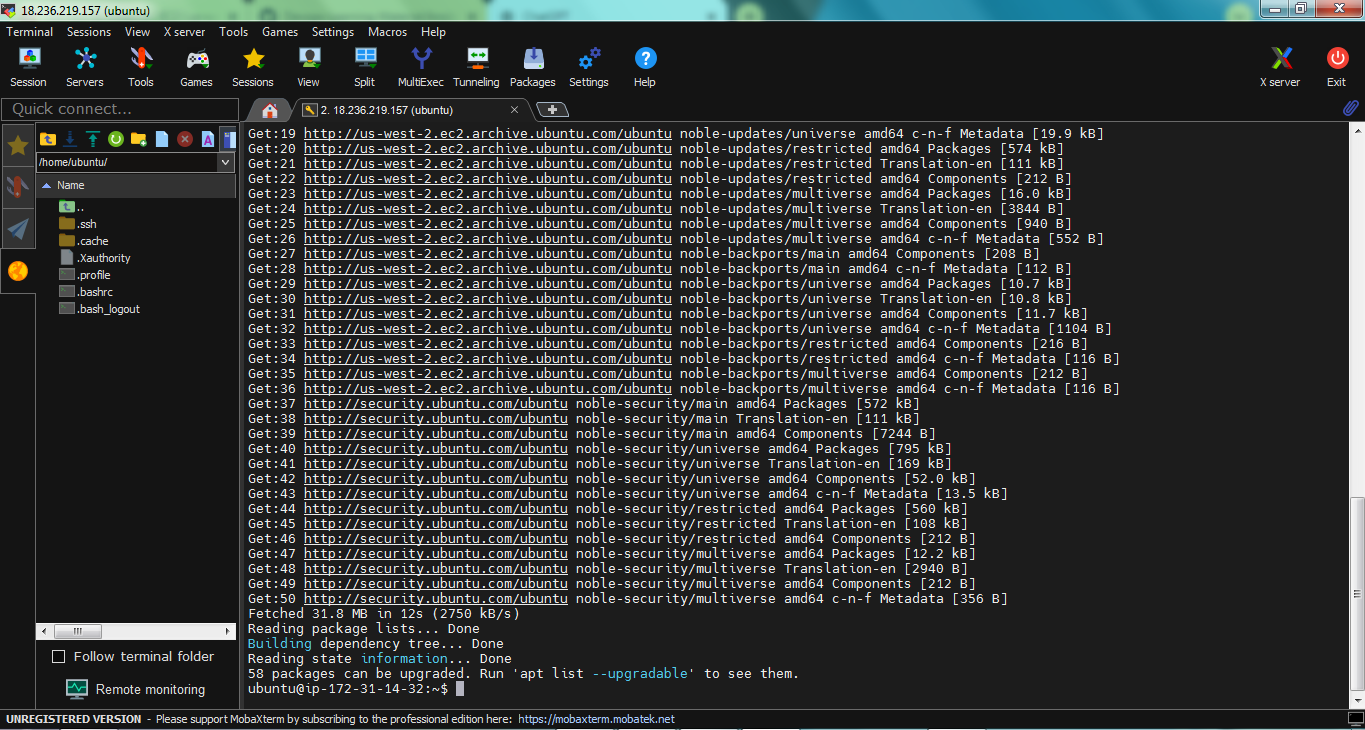 18.236.219.157 (ubuntu)
Terminal Sessions View X server Tools Games Settings Macros Help
Session Servers Tools Games Sessions View Split MultiExec Tunneling Packages Settings Help X server Exit
Quick connect...
2. 18.236.219.157 (ubuntu)
/home/ubuntu/
Name
..
.ssh
.cache
.Xauthority
.profile
.bashrc
.bash_logout
Follow terminal folder
Remote monitoring
Get:19 http://us-west-2.ec2.archive.ubuntu.com/ubuntu noble-updates/universe amd64 c-n-f Metadata [19.9 kB]
Get:20 http://us-west-2.ec2.archive.ubuntu.com/ubuntu noble-updates/restricted amd64 Packages [574 kB]
Get:21 http://us-west-2.ec2.archive.ubuntu.com/ubuntu noble-updates/restricted Translation-en [111 kB]
Get:22 http://us-west-2.ec2.archive.ubuntu.com/ubuntu noble-updates/restricted amd64 Components [212 B]
Get:23 http://us-west-2.ec2.archive.ubuntu.com/ubuntu noble-updates/multiverse amd64 Packages [16.0 kB]
Get:24 http://us-west-2.ec2.archive.ubuntu.com/ubuntu noble-updates/multiverse Translation-en [3844 B]
Get:25 http://us-west-2.ec2.archive.ubuntu.com/ubuntu noble-updates/multiverse amd64 Components [940 B]
Get:26 http://us-west-2.ec2.archive.ubuntu.com/ubuntu noble-updates/multiverse amd64 c-n-f Metadata [552 B]
Get:27 http://us-west-2.ec2.archive.ubuntu.com/ubuntu noble-backports/main amd64 Components [208 B]
Get:28 http://us-west-2.ec2.archive.ubuntu.com/ubuntu noble-backports/main amd64 c-n-f Metadata [112 B]
Get:29 http://us-west-2.ec2.archive.ubuntu.com/ubuntu noble-backports/universe amd64 Packages [10.7 kB]
Get:30 http://us-west-2.ec2.archive.ubuntu.com/ubuntu noble-backports/universe Translation-en [10.8 kB]
Get:31 http://us-west-2.ec2.archive.ubuntu.com/ubuntu noble-backports/universe amd64 Components [11.7 kB]
Get:32 http://us-west-2.ec2.archive.ubuntu.com/ubuntu noble-backports/universe amd64 c-n-f Metadata [1104 B]
Get:33 http://us-west-2.ec2.archive.ubuntu.com/ubuntu noble-backports/restricted amd64 Components [216 B]
Get:34 http://us-west-2.ec2.archive.ubuntu.com/ubuntu noble-backports/restricted amd64 c-n-f Metadata [116 B]
Get:35 http://us-west-2.ec2.archive.ubuntu.com/ubuntu noble-backports/multiverse amd64 Components [212 B]
Get:36 http://us-west-2.ec2.archive.ubuntu.com/ubuntu noble-backports/multiverse amd64 c-n-f Metadata [116 B]
Get:37 http://security.ubuntu.com/ubuntu noble-security/main amd64 Packages [572 kB]
Get:38 http://security.ubuntu.com/ubuntu noble-security/main Translation-en [111 kB]
Get:39 http://security.ubuntu.com/ubuntu noble-security/main amd64 Components [7244 B]
Get:40 http://security.ubuntu.com/ubuntu noble-security/universe amd64 Packages [795 kB]
Get:41 http://security.ubuntu.com/ubuntu noble-security/universe Translation-en [169 kB]
Get:42 http://security.ubuntu.com/ubuntu noble-security/universe amd64 Components [52.0 kB]
Get:43 http://security.ubuntu.com/ubuntu noble-security/universe amd64 c-n-f Metadata [13.5 kB]
Get:44 http://security.ubuntu.com/ubuntu noble-security/restricted amd64 Packages [560 kB]
Get:45 http://security.ubuntu.com/ubuntu noble-security/restricted Translation-en [108 kB]
Get:46 http://security.ubuntu.com/ubuntu noble-security/restricted amd64 Components [212 B]
Get:47 http://security.ubuntu.com/ubuntu noble-security/multiverse amd64 Packages [12.2 kB]
Get:48 http://security.ubuntu.com/ubuntu noble-security/multiverse Translation-en [2940 B]
Get:49 http://security.ubuntu.com/ubuntu noble-security/multiverse amd64 Components [212 B]
Get:50 http://security.ubuntu.com/ubuntu noble-security/multiverse amd64 c-n-f Metadata [356 B]
Fetched 31.8 MB in 12s (2750 kB/s)
Reading package lists... Done
Building dependency tree... Done
Reading state information... Done
58 packages can be upgraded. Run 'apt list --upgradable' to see them.
ubuntu@ip-172-31-14-32:~$
UNREGISTERED VERSION - Please support MobaXterm by subscribing to the professional edition here: https://mobaxterm.mobatek.net